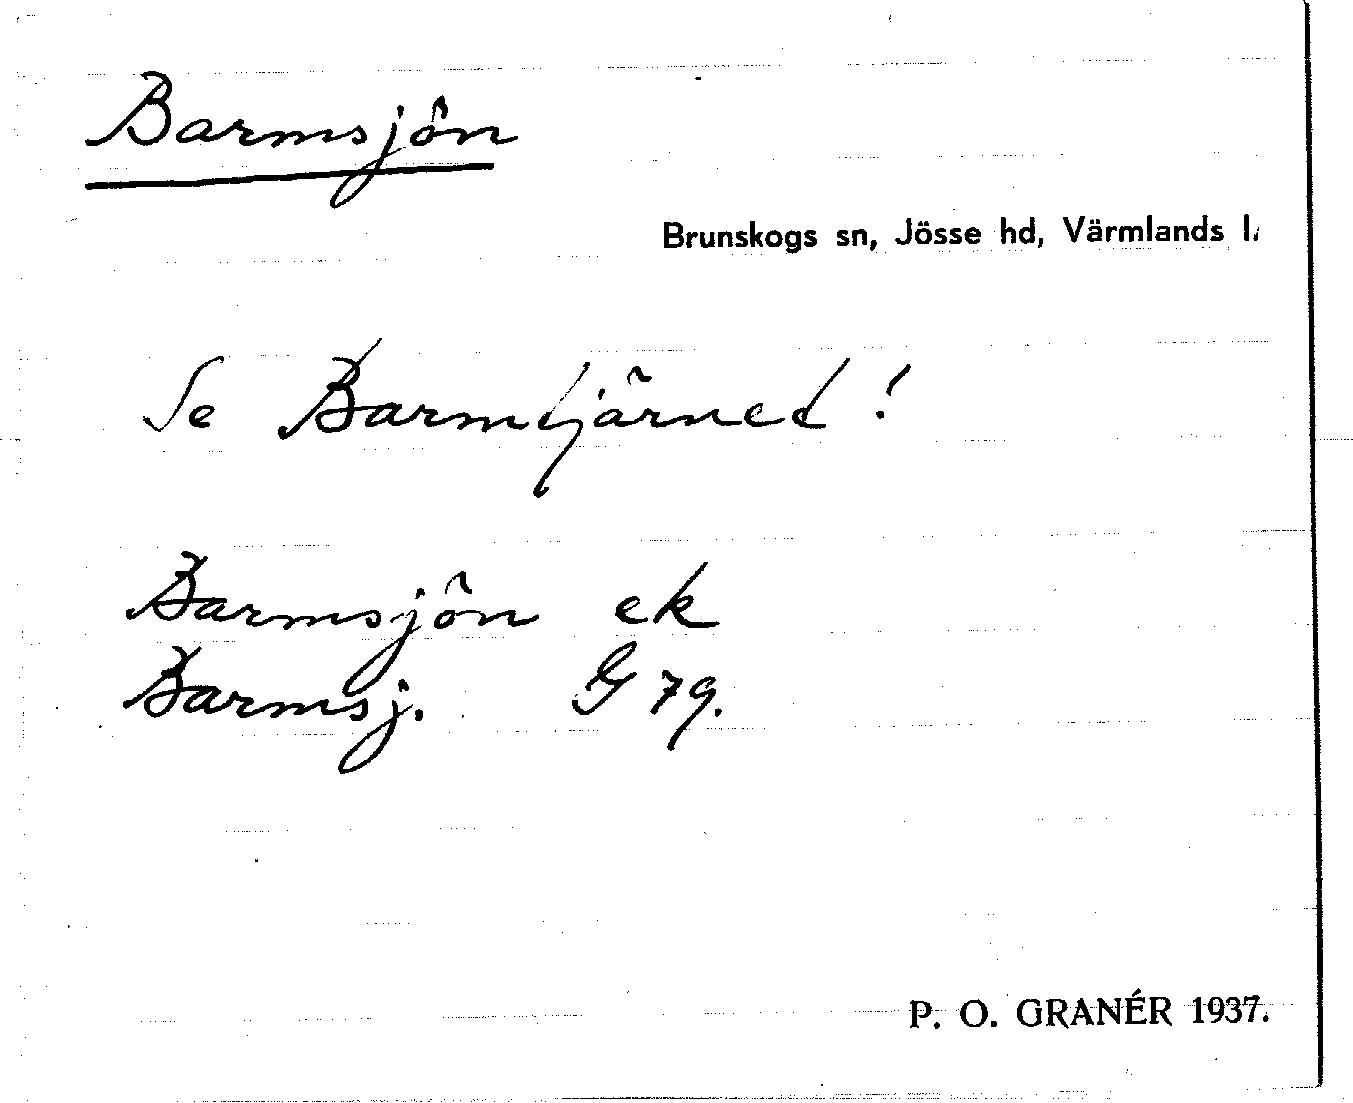 Barmsjön
Brunskogs sn, Jösse hd, Värmlands l.
Se Barmtjärnet!
Barmsjön ek
Barmsj. G 79.
P. O. GRANÉR 1937.